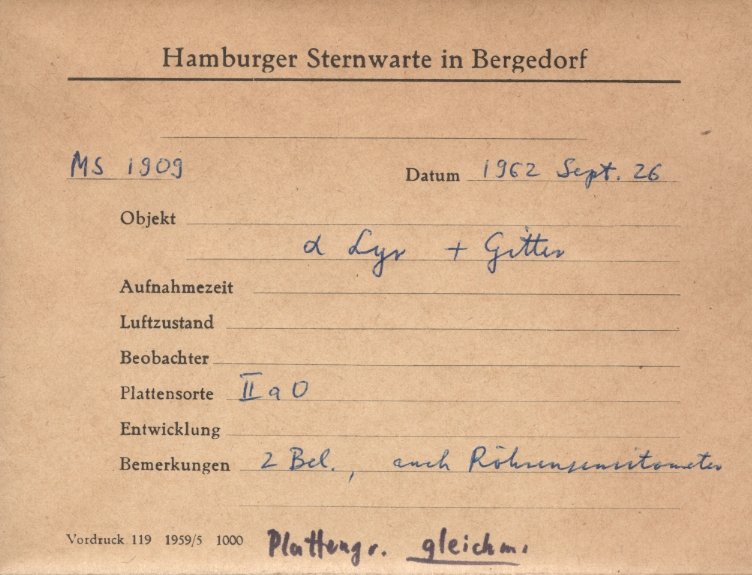 Hamburger Sternwarte in Bergedorf
MS 1909 Datum 1962 Sept. 26
Objekt
α Lyr + Gitter
Aufnahmezeit
Luftzustand
Beobachter
Plattensorte II a O
Entwicklung
Bemerkungen 2 Bel., auch Röhrensensitometer
Vordruck 119 1959/5 1000 Plattengr. gleichm.